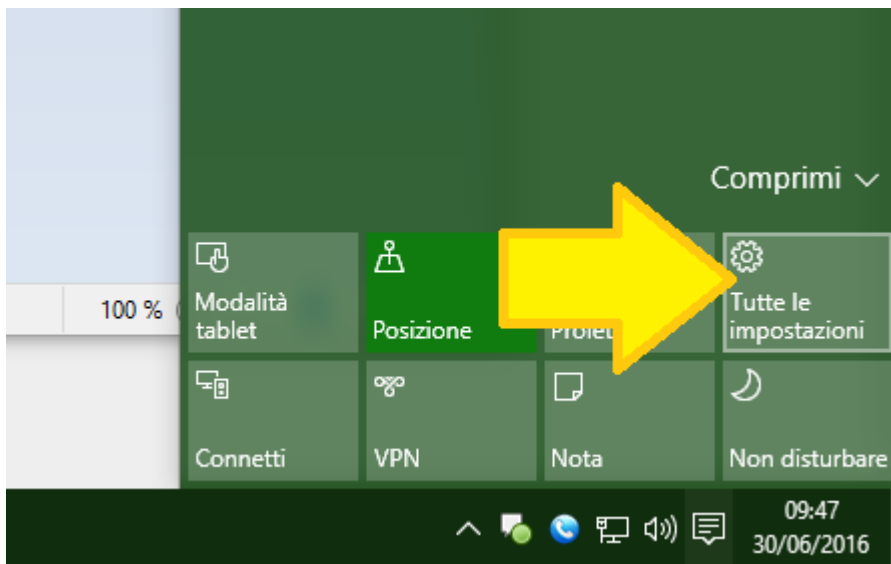 Comprimi
Modalità
tablet
Posizione
Tutte le
impostazioni
100 %
Connetti
VPN
Nota
Non disturbare
09:47
30/06/2016